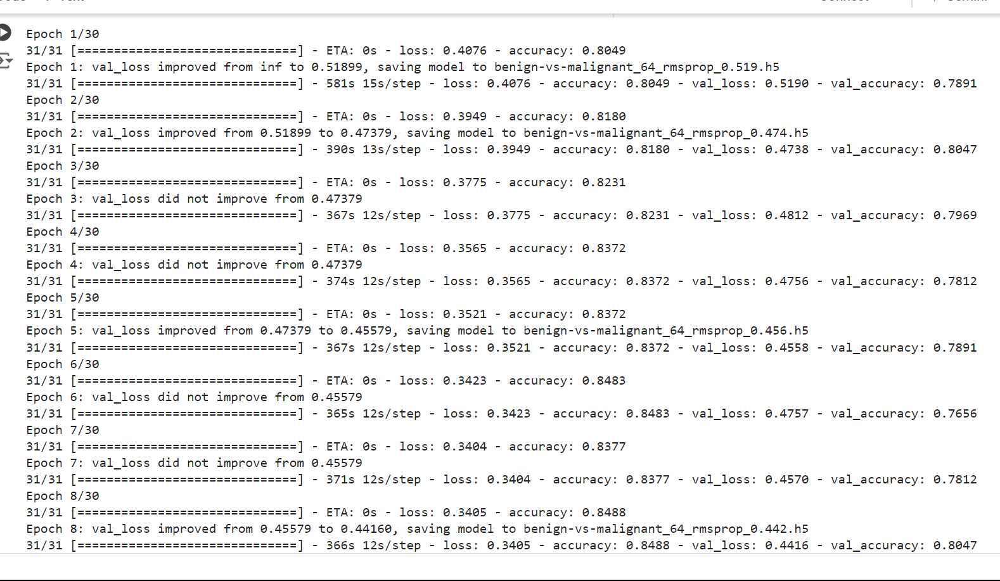 Epoch 1/30
31/31 [==============================] - ETA: 0s - loss: 0.4076 - accuracy: 0.8049
Epoch 1: val_loss improved from inf to 0.51899, saving model to benign-vs-malignant_64_rmsprop_0.519.h5
31/31 [==============================] - 581s 15s/step - loss: 0.4076 - accuracy: 0.8049 - val_loss: 0.5190 - val_accuracy: 0.7891
Epoch 2/30
31/31 [==============================] - ETA: 0s - loss: 0.3949 - accuracy: 0.8180
Epoch 2: val_loss improved from 0.51899 to 0.47379, saving model to benign-vs-malignant_64_rmsprop_0.474.h5
31/31 [==============================] - 390s 13s/step - loss: 0.3949 - accuracy: 0.8180 - val_loss: 0.4738 - val_accuracy: 0.8047
Epoch 3/30
31/31 [==============================] - ETA: 0s - loss: 0.3775 - accuracy: 0.8231
Epoch 3: val_loss did not improve from 0.47379
31/31 [==============================] - 367s 12s/step - loss: 0.3775 - accuracy: 0.8231 - val_loss: 0.4812 - val_accuracy: 0.7969
Epoch 4/30
31/31 [==============================] - ETA: 0s - loss: 0.3565 - accuracy: 0.8372
Epoch 4: val_loss did not improve from 0.47379
31/31 [==============================] - 374s 12s/step - loss: 0.3565 - accuracy: 0.8372 - val_loss: 0.4756 - val_accuracy: 0.7812
Epoch 5/30
31/31 [==============================] - ETA: 0s - loss: 0.3521 - accuracy: 0.8372
Epoch 5: val_loss improved from 0.47379 to 0.45579, saving model to benign-vs-malignant_64_rmsprop_0.456.h5
31/31 [==============================] - 367s 12s/step - loss: 0.3521 - accuracy: 0.8372 - val_loss: 0.4558 - val_accuracy: 0.7891
Epoch 6/30
31/31 [==============================] - ETA: 0s - loss: 0.3423 - accuracy: 0.8483
Epoch 6: val_loss did not improve from 0.45579
31/31 [==============================] - 365s 12s/step - loss: 0.3423 - accuracy: 0.8483 - val_loss: 0.4757 - val_accuracy: 0.7656
Epoch 7/30
31/31 [==============================] - ETA: 0s - loss: 0.3404 - accuracy: 0.8377
Epoch 7: val_loss did not improve from 0.45579
31/31 [==============================] - 371s 12s/step - loss: 0.3404 - accuracy: 0.8377 - val_loss: 0.4570 - val_accuracy: 0.7812
Epoch 8/30
31/31 [==============================] - ETA: 0s - loss: 0.3405 - accuracy: 0.8488
Epoch 8: val_loss improved from 0.45579 to 0.44160, saving model to benign-vs-malignant_64_rmsprop_0.442.h5
31/31 [==============================] - 366s 12s/step - loss: 0.3405 - accuracy: 0.8488 - val_loss: 0.4416 - val_accuracy: 0.8047